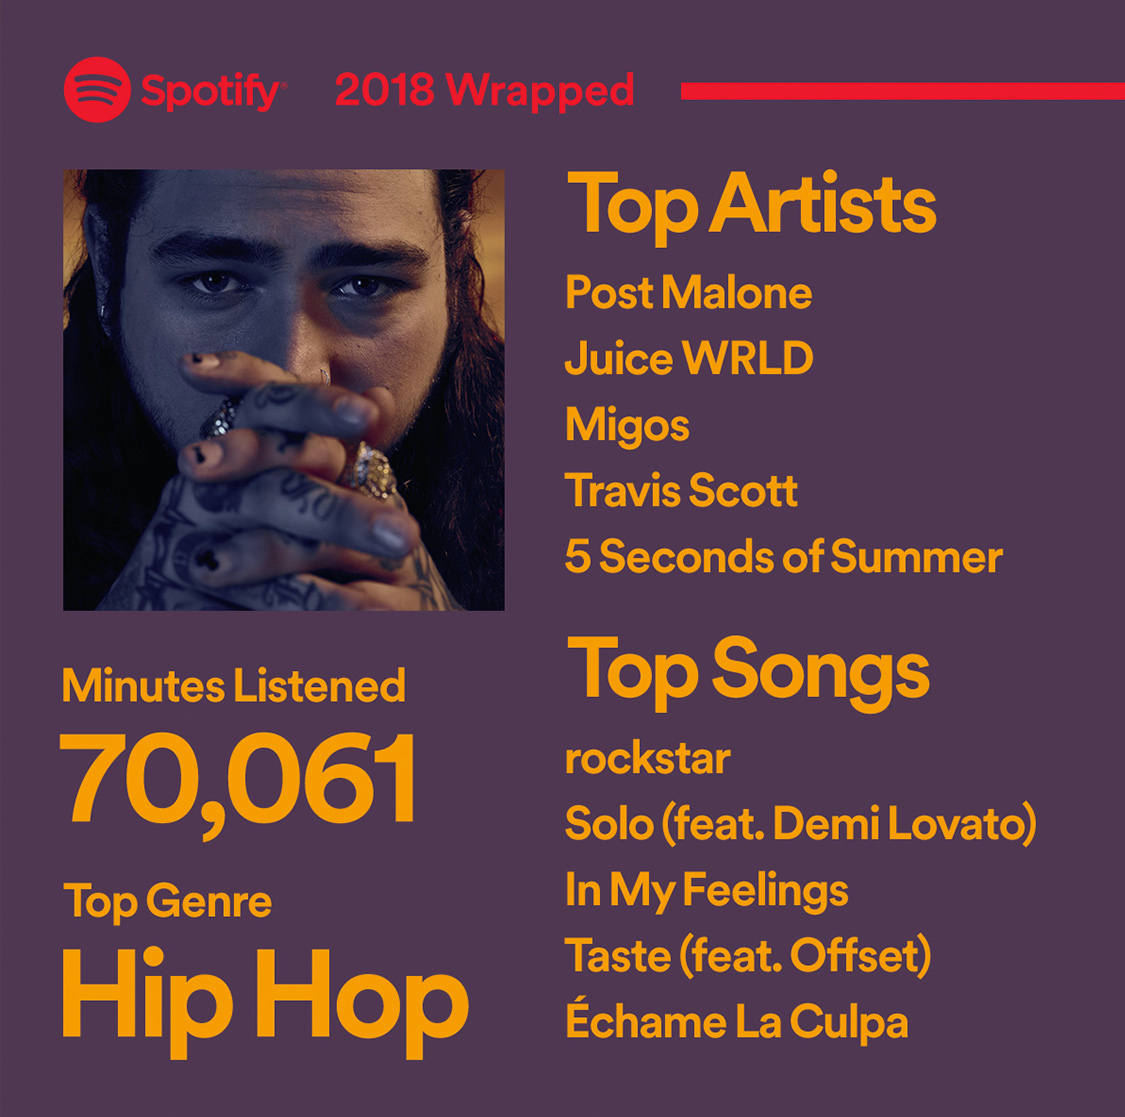 Spotify® 2018 Wrapped
Minutes Listened
70,061
Top Genre
Hip Hop
Top Artists
Post Malone
Juice WRLD
Migos
Travis Scott
5 Seconds of Summer
Top Songs
rockstar
Solo (feat. Demi Lovato)
In My Feelings
Taste (feat. Offset)
Échame La Culpa